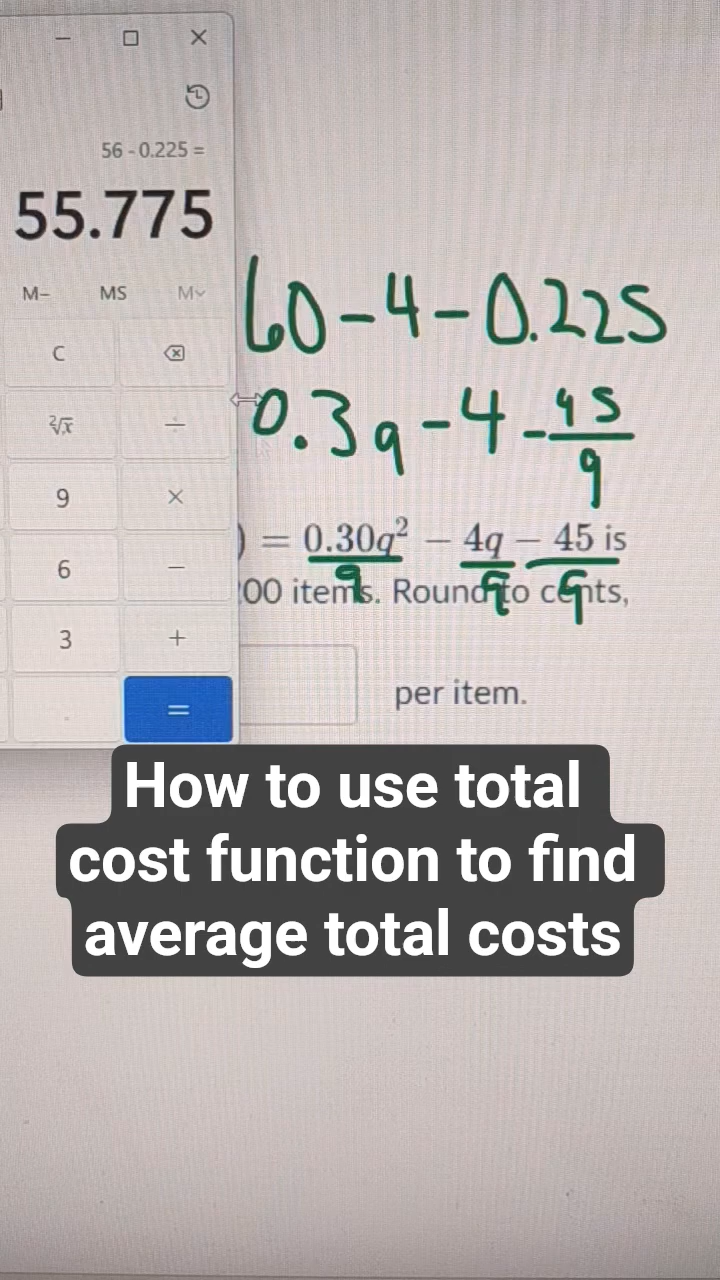 56 - 0.225 =
55.775
M- MS M
C
²√x ÷
9 ×
6 −
3 +
. =
60-4-0.225
0.3q-4-45/q
) = 0.30q² − 4q − 45 is
q q q
00 items. Round to cents,
per item.
How to use total
cost function to find
average total costs